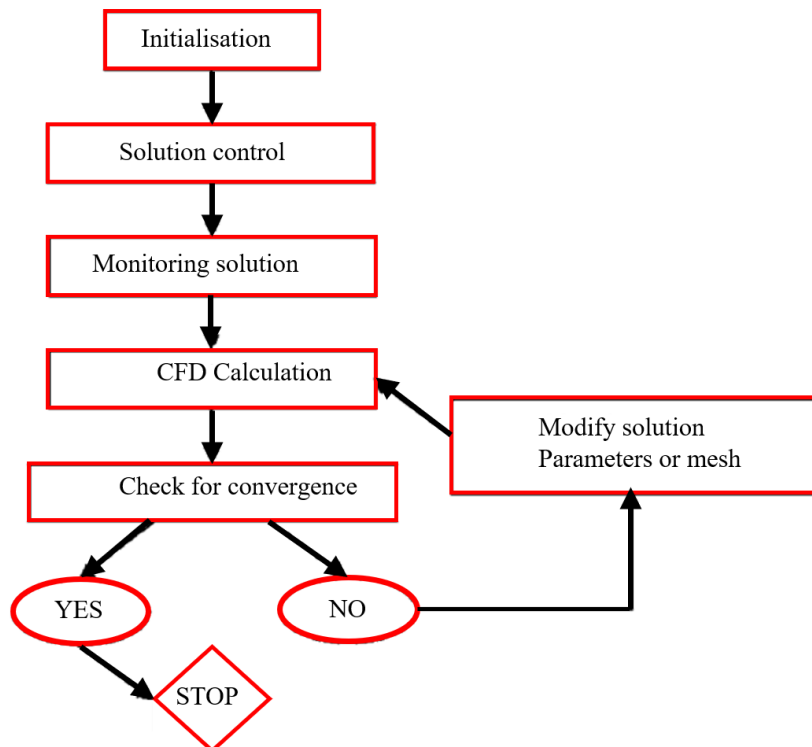 Initialisation
Solution control
Monitoring solution
CFD Calculation
Modify solution
Parameters or mesh
Check for convergence
YES
NO
STOP